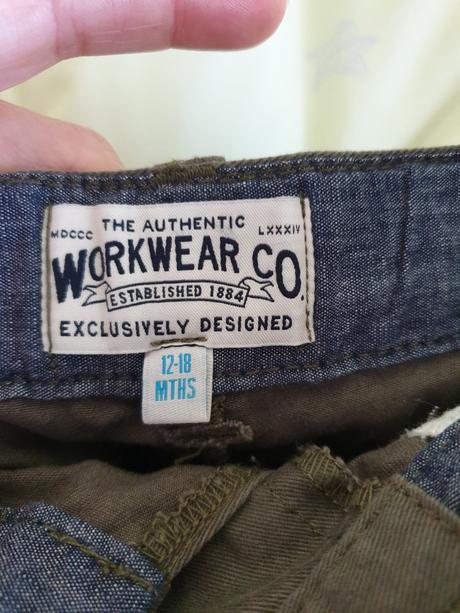 THE AUTHENTIC
MDCCC LXXXIV
WORKWEAR CO.
ESTABLISHED 1884
EXCLUSIVELY DESIGNED
12-18
MTHS